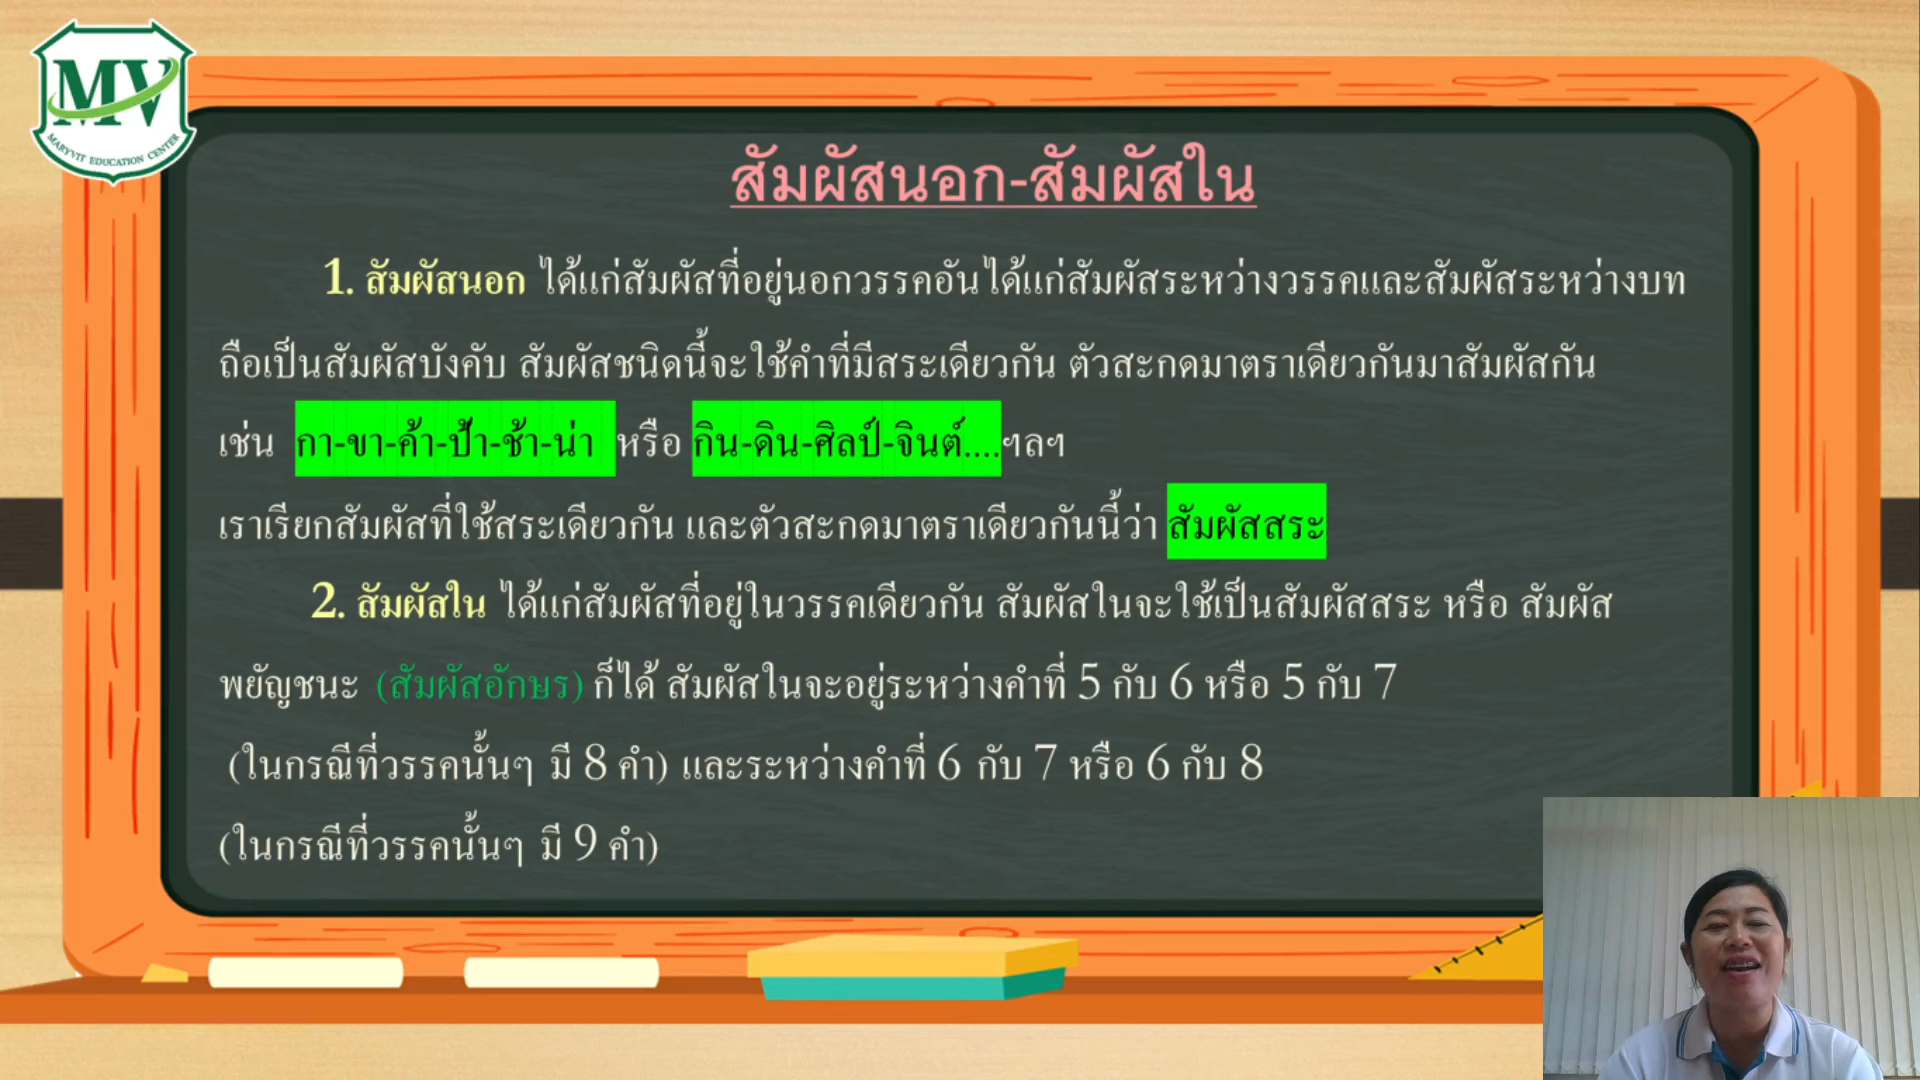 MV
MARYVIT EDUCATION CENTER
สัมผัสนอก-สัมผัสใน
1. สัมผัสนอก ได้แก่สัมผัสที่อยู่นอกวรรคอันได้แก่สัมผัสระหว่างวรรคและสัมผัสระหว่างบท
ถือเป็นสัมผัสบังคับ สัมผัสชนิดนี้จะใช้คำที่มีสระเดียวกัน ตัวสะกดมาตราเดียวกันมาสัมผัสกัน
เช่น กา-ขา-ค้า-ป้า-ช้า-น่า หรือ กิน-ดิน-ศิลป์-จินต์....ฯลฯ
เราเรียกสัมผัสที่ใช้สระเดียวกัน และตัวสะกดมาตราเดียวกันนี้ว่า สัมผัสสระ
2. สัมผัสใน ได้แก่สัมผัสที่อยู่ในวรรคเดียวกัน สัมผัสในจะใช้เป็นสัมผัสสระ หรือ สัมผัส
พยัญชนะ (สัมผัสอักษร) ก็ได้ สัมผัสในจะอยู่ระหว่างคำที่ 5 กับ 6 หรือ 5 กับ 7
(ในกรณีที่วรรคนั้นๆ มี 8 คำ) และระหว่างคำที่ 6 กับ 7 หรือ 6 กับ 8
(ในกรณีที่วรรคนั้นๆ มี 9 คำ)